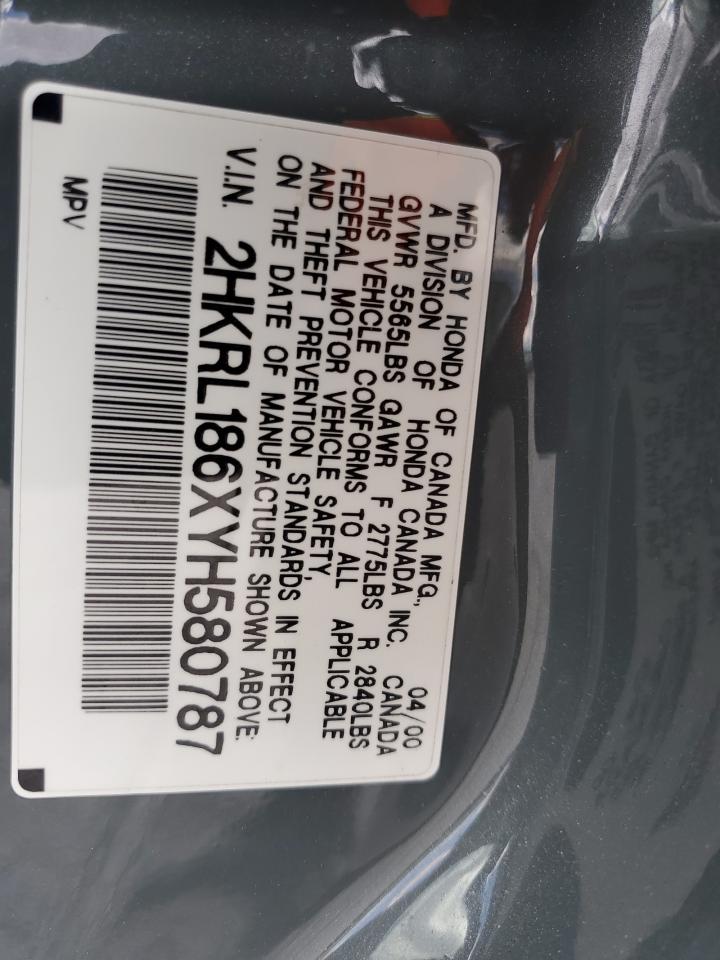 MFD. BY HONDA OF CANADA MFG., 04/00
A DIVISION OF HONDA CANADA INC. CANADA
GVWR 5565LBS GAWR F 2775LBS R 2840LBS
THIS VEHICLE CONFORMS TO ALL APPLICABLE
FEDERAL MOTOR VEHICLE SAFETY,
AND THEFT PREVENTION STANDARDS IN EFFECT
ON THE DATE OF MANUFACTURE SHOWN ABOVE.
V.I.N. 2HKRL186XYH580787
MPV